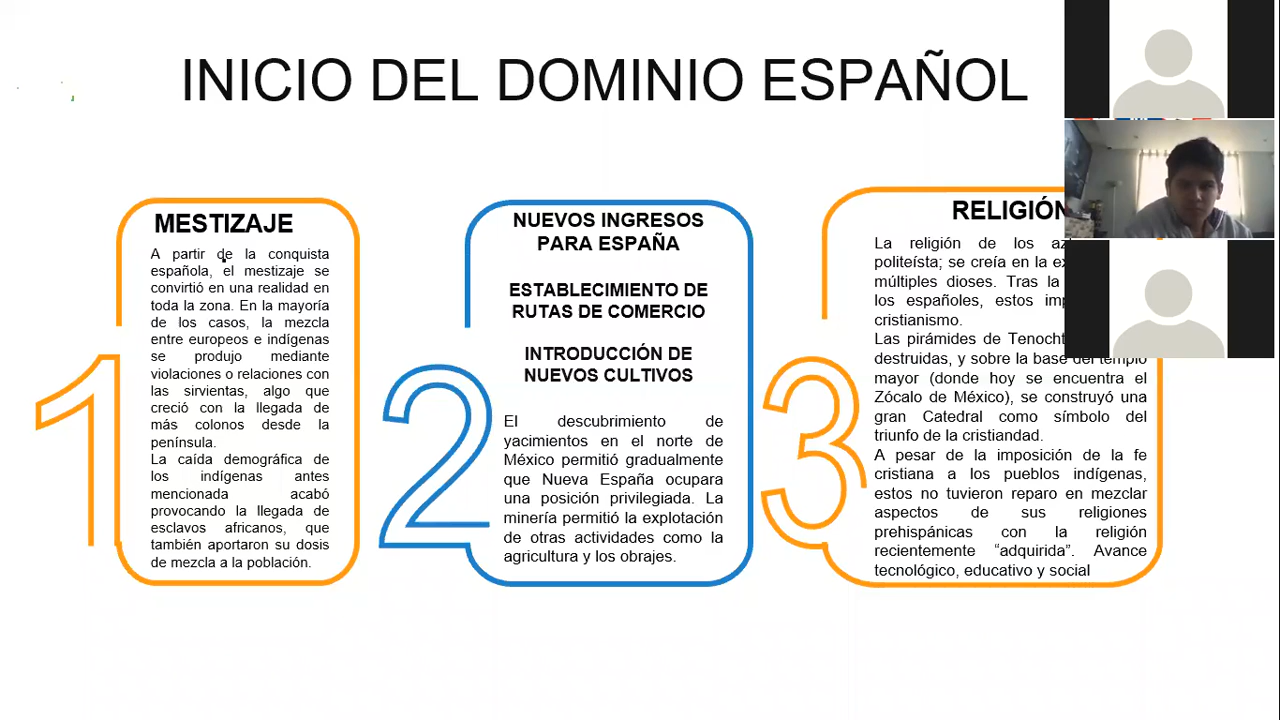 INICIO DEL DOMINIO ESPAÑOL
1
MESTIZAJE
A partir de la conquista
española, el mestizaje se
convirtió en una realidad en
toda la zona. En la mayoría
de los casos, la mezcla
entre europeos e indígenas
se produjo mediante
violaciones o relaciones con
las sirvientas, algo que
creció con la llegada de
más colonos desde la
península.
La caída demográfica de
los indígenas antes
mencionada acabó
provocando la llegada de
esclavos africanos, que
también aportaron su dosis
de mezcla a la población.
2
NUEVOS INGRESOS
PARA ESPAÑA
ESTABLECIMIENTO DE
RUTAS DE COMERCIO
INTRODUCCIÓN DE
NUEVOS CULTIVOS
El descubrimiento de
yacimientos en el norte de
México permitió gradualmente
que Nueva España ocupara
una posición privilegiada. La
minería permitió la explotación
de otras actividades como la
agricultura y los obrajes.
3
RELIGIÓN
La religión de los
politeísta; se creía en la
múltiples dioses. Tras la
los españoles, estos
cristianismo.
Las pirámides de
destruidas, y sobre la base del templo
mayor (donde hoy se encuentra el
Zócalo de México), se construyó una
gran Catedral como símbolo del
triunfo de la cristiandad.
A pesar de la imposición de la fe
cristiana a los pueblos indígenas,
estos no tuvieron reparo en mezclar
aspectos de sus religiones
prehispánicas con la religión
recientemente “adquirida”. Avance
tecnológico, educativo y social